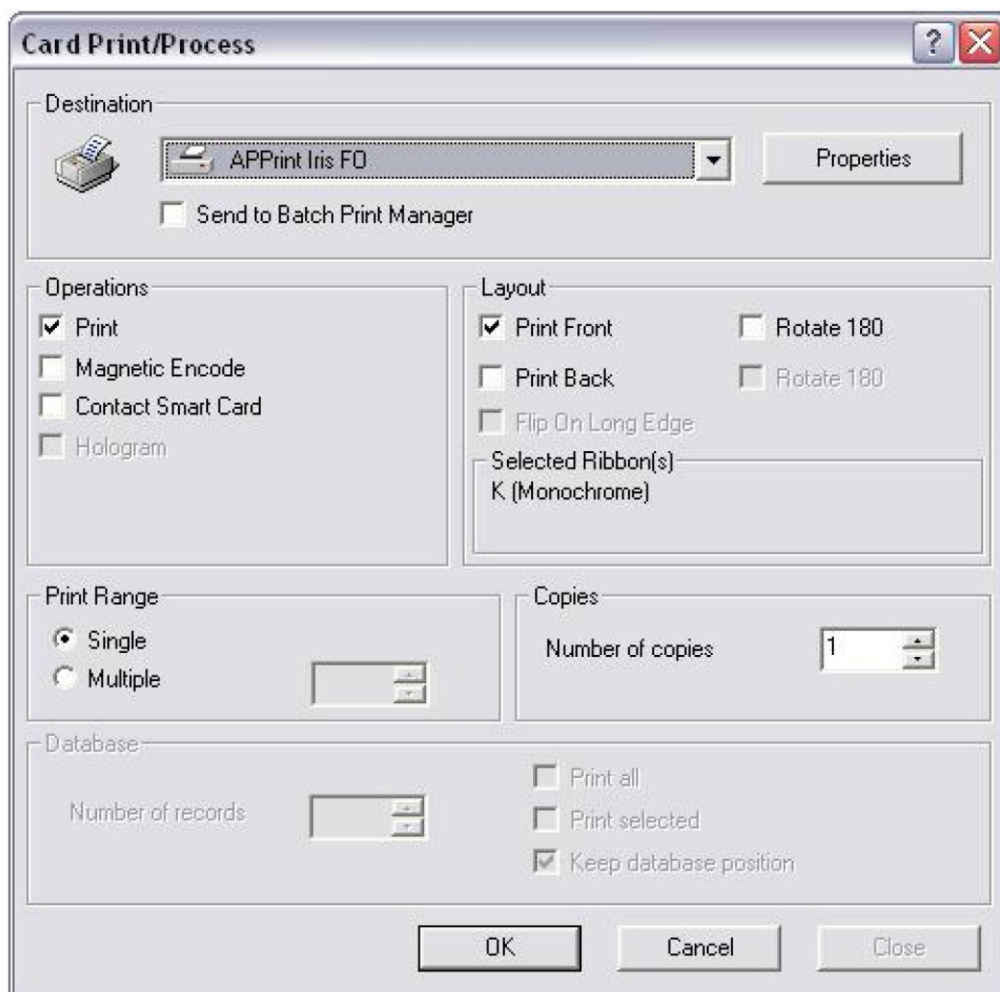 Card Print/Process
Destination
APPrint Iris FO
Properties
Send to Batch Print Manager
Operations
Print
Magnetic Encode
Contact Smart Card
Hologram
Layout
Print Front
Rotate 180
Print Back
Rotate 180
Flip On Long Edge
Selected Ribbon(s)
K (Monochrome)
Print Range
Single
Multiple
Copies
Number of copies
1
Database
Number of records
Print all
Print selected
Keep database position
OK
Cancel
Close